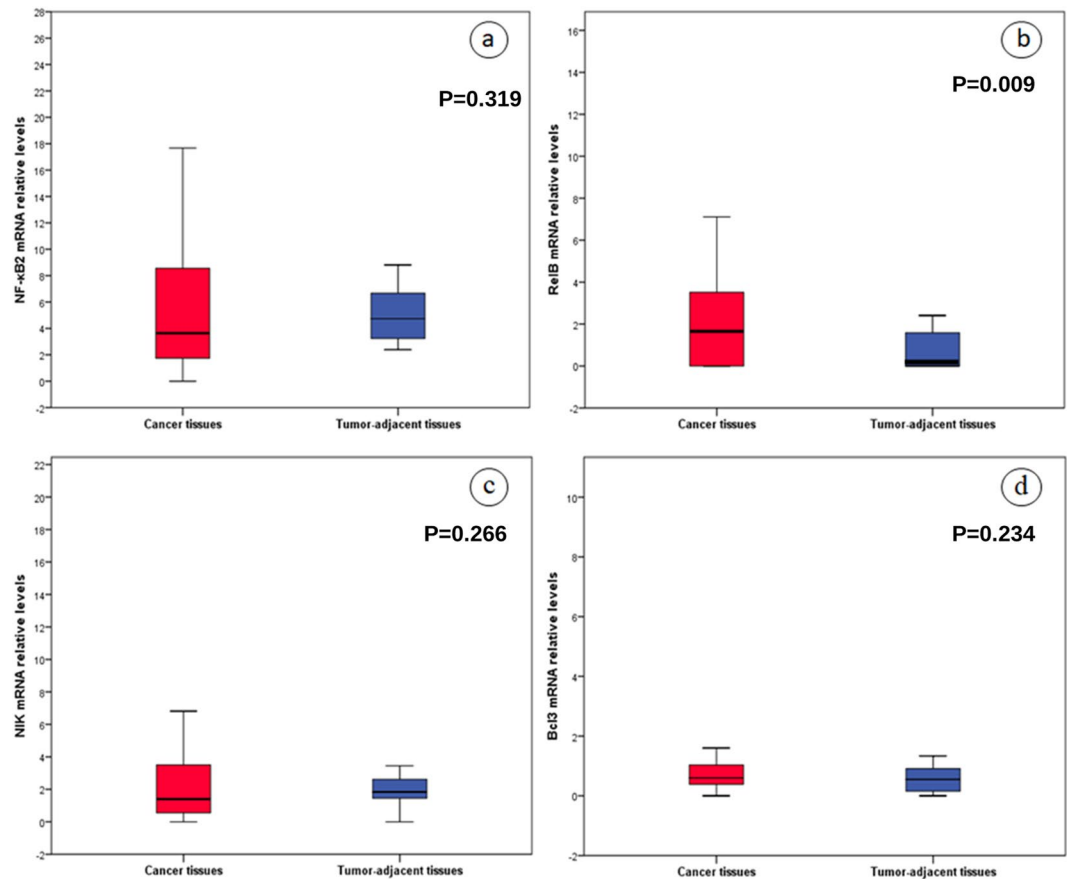 a
P=0.319
NF-κB2 mRNA relative levels
28
26
24
22
20
18
16
14
12
10
8
6
4
2
0
-2
Cancer tissues
Tumor-adjacent tissues
b
P=0.009
RelB mRNA relative levels
16
14
12
10
8
6
4
2
0
-2
Cancer tissues
Tumor-adjacent tissues
c
P=0.266
NIK mRNA relative levels
22
20
18
16
14
12
10
8
6
4
2
0
-2
Cancer tissues
Tumor-adjacent tissues
d
P=0.234
Bcl3 mRNA relative levels
10
8
6
4
2
0
-2
Cancer tissues
Tumor-adjacent tissues